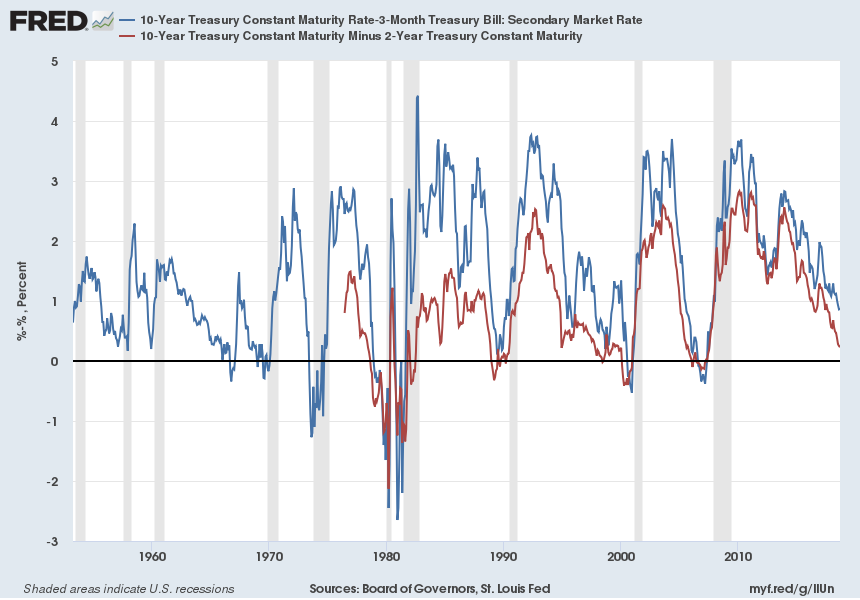 FRED
10-Year Treasury Constant Maturity Rate-3-Month Treasury Bill: Secondary Market Rate
10-Year Treasury Constant Maturity Minus 2-Year Treasury Constant Maturity
5
4
3
2
1
0
-1
-2
-3
%-% , Percent
1960 1970 1980 1990 2000 2010
Shaded areas indicate U.S. recessions Sources: Board of Governors, St. Louis Fed myf.red/g/llUn